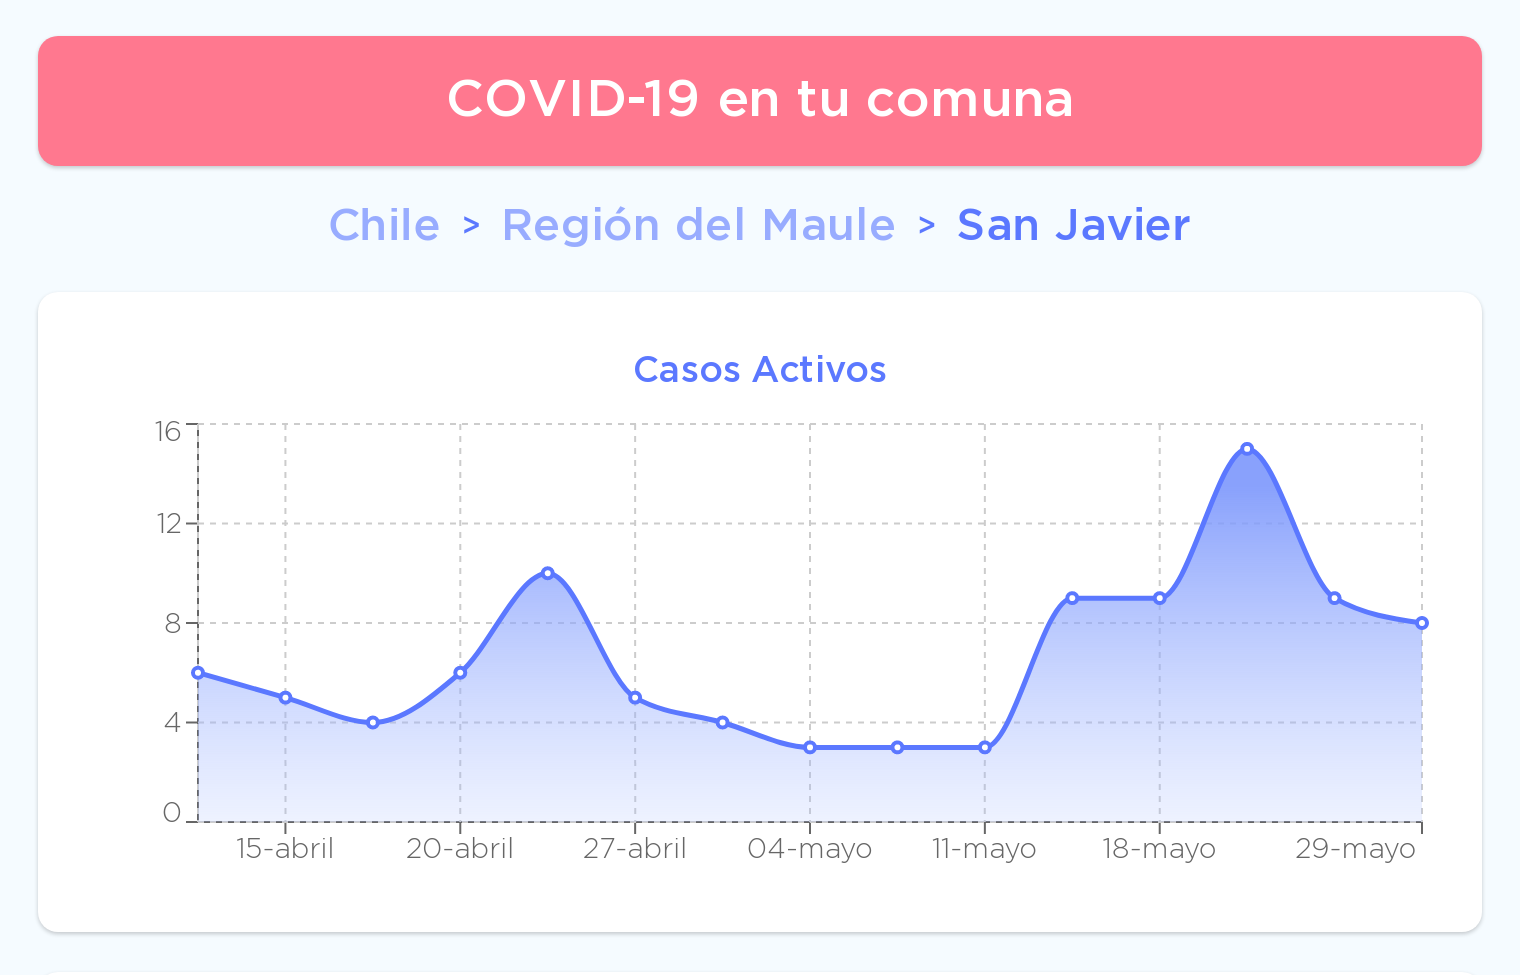 COVID-19 en tu comuna
Chile > Región del Maule > San Javier
Casos Activos
16
12
8
4
0
15-abril 20-abril 27-abril 04-mayo 11-mayo 18-mayo 29-mayo